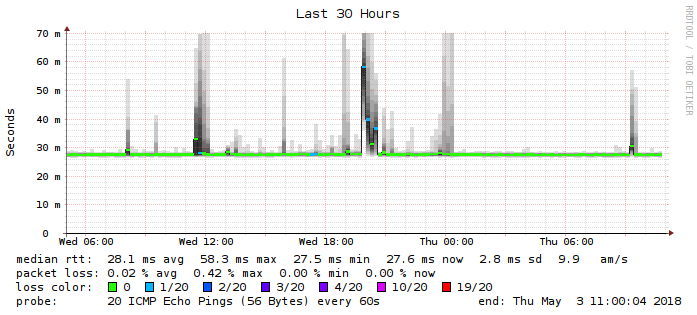 Last 30 Hours
RRDTOOL / TOBI OETIKER
Seconds
70 m
60 m
50 m
40 m
30 m
20 m
10 m
0
Wed 06:00 Wed 12:00 Wed 18:00 Thu 00:00 Thu 06:00
median rtt: 28.1 ms avg 58.3 ms max 27.5 ms min 27.6 ms now 2.8 ms sd 9.9 am/s
packet loss: 0.02 % avg 0.42 % max 0.00 % min 0.00 % now
loss color: 0 1/20 2/20 3/20 4/20 10/20 19/20
probe: 20 ICMP Echo Pings (56 Bytes) every 60s end: Thu May 3 11:00:04 2018